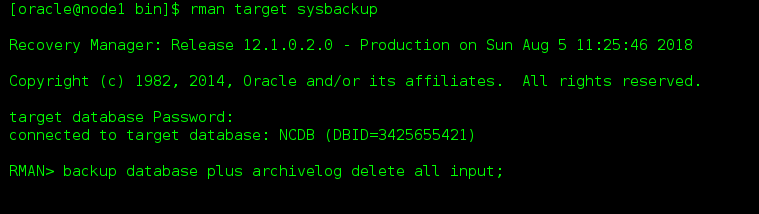 [oracle@node1 bin]$ rman target sysbackup
Recovery Manager: Release 12.1.0.2.0 - Production on Sun Aug 5 11:25:46 2018
Copyright (c) 1982, 2014, Oracle and/or its affiliates.  All rights reserved.
target database Password:
connected to target database: NCDB (DBID=3425655421)
RMAN> backup database plus archivelog delete all input;